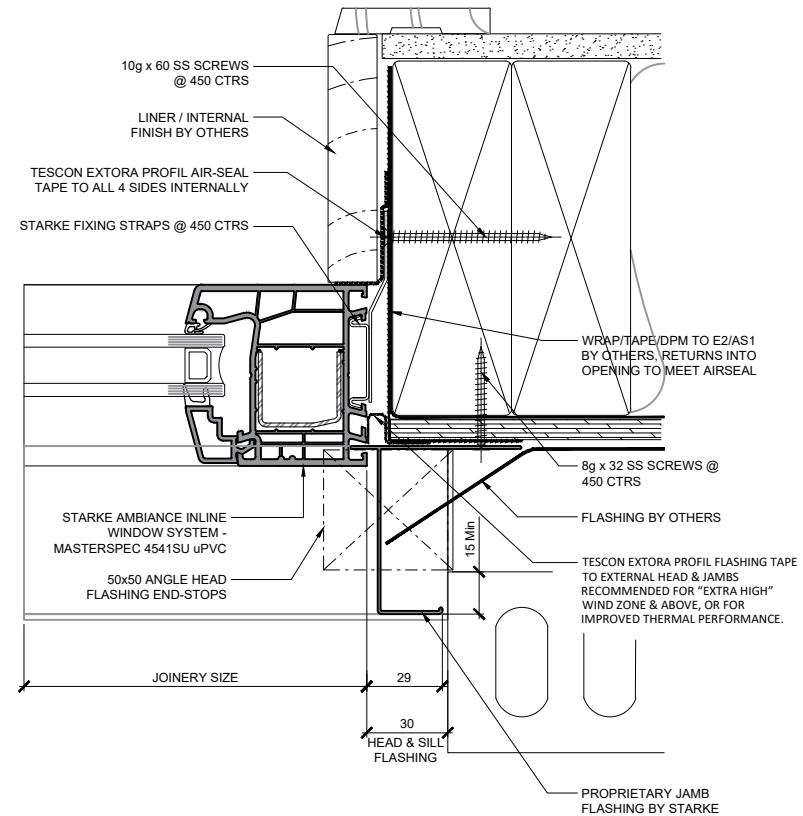 10g x 60 SS SCREWS
@ 450 CTRS
LINER / INTERNAL
FINISH BY OTHERS
TESCON EXTORA PROFIL AIR-SEAL
TAPE TO ALL 4 SIDES INTERNALLY
STARKE FIXING STRAPS @ 450 CTRS
WRAP/TAPE/DPM TO E2/AS1
BY OTHERS, RETURNS INTO
OPENING TO MEET AIRSEAL
8g x 32 SS SCREWS @
450 CTRS
STARKE AMBIANCE INLINE
WINDOW SYSTEM -
MASTERSPEC 4541SU uPVC
FLASHING BY OTHERS
15 Min
50x50 ANGLE HEAD
FLASHING END-STOPS
TESCON EXTORA PROFIL FLASHING TAPE
TO EXTERNAL HEAD & JAMBS
RECOMMENDED FOR "EXTRA HIGH"
WIND ZONE & ABOVE, OR FOR
IMPROVED THERMAL PERFORMANCE.
JOINERY SIZE
29
30
HEAD & SILL
FLASHING
PROPRIETARY JAMB
FLASHING BY STARKE